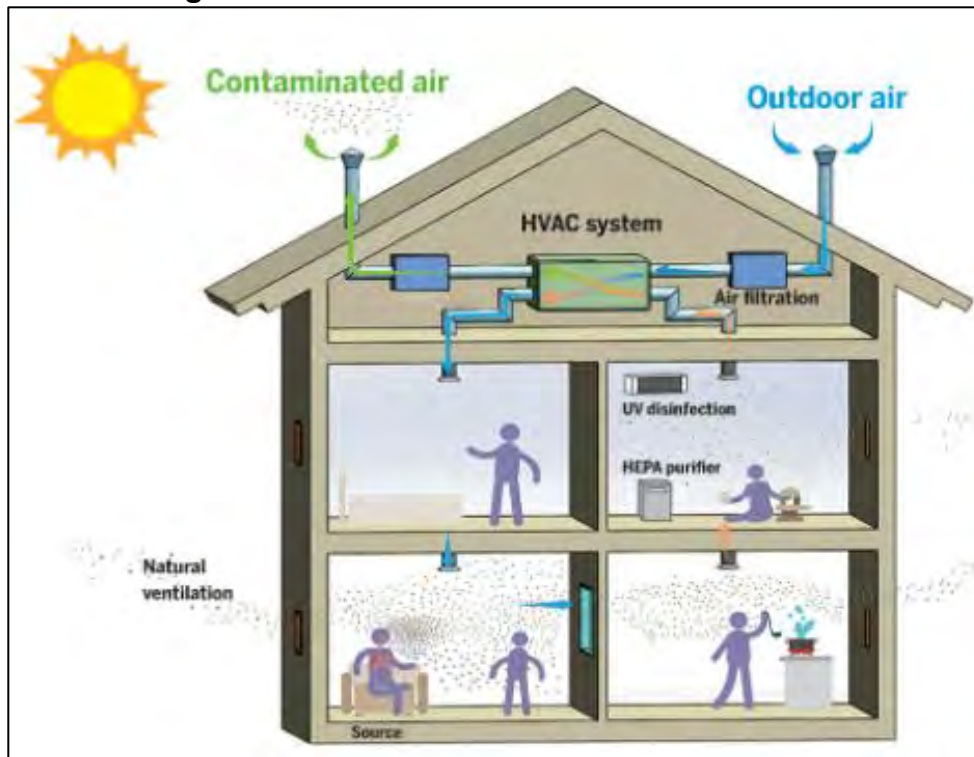 Contaminated air
Outdoor air
HVAC system
Air filtration
UV disinfection
HEPA purifier
Natural
ventilation
Source